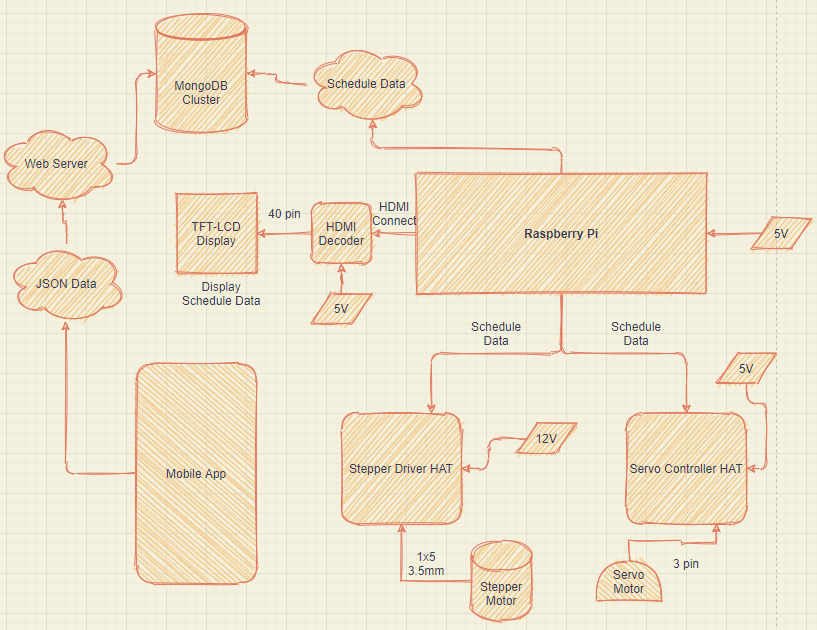 MongoDB
Cluster
Schedule Data
Web Server
TFT-LCD
Display
40 pin
HDMI
Decoder
HDMI
Connect
Raspberry Pi
5V
JSON Data
Display
Schedule Data
5V
Schedule
Data
Schedule
Data
5V
Mobile App
Stepper Driver HAT
12V
Servo Controller HAT
1x5
3.5mm
Stepper
Motor
Servo
Motor
3 pin